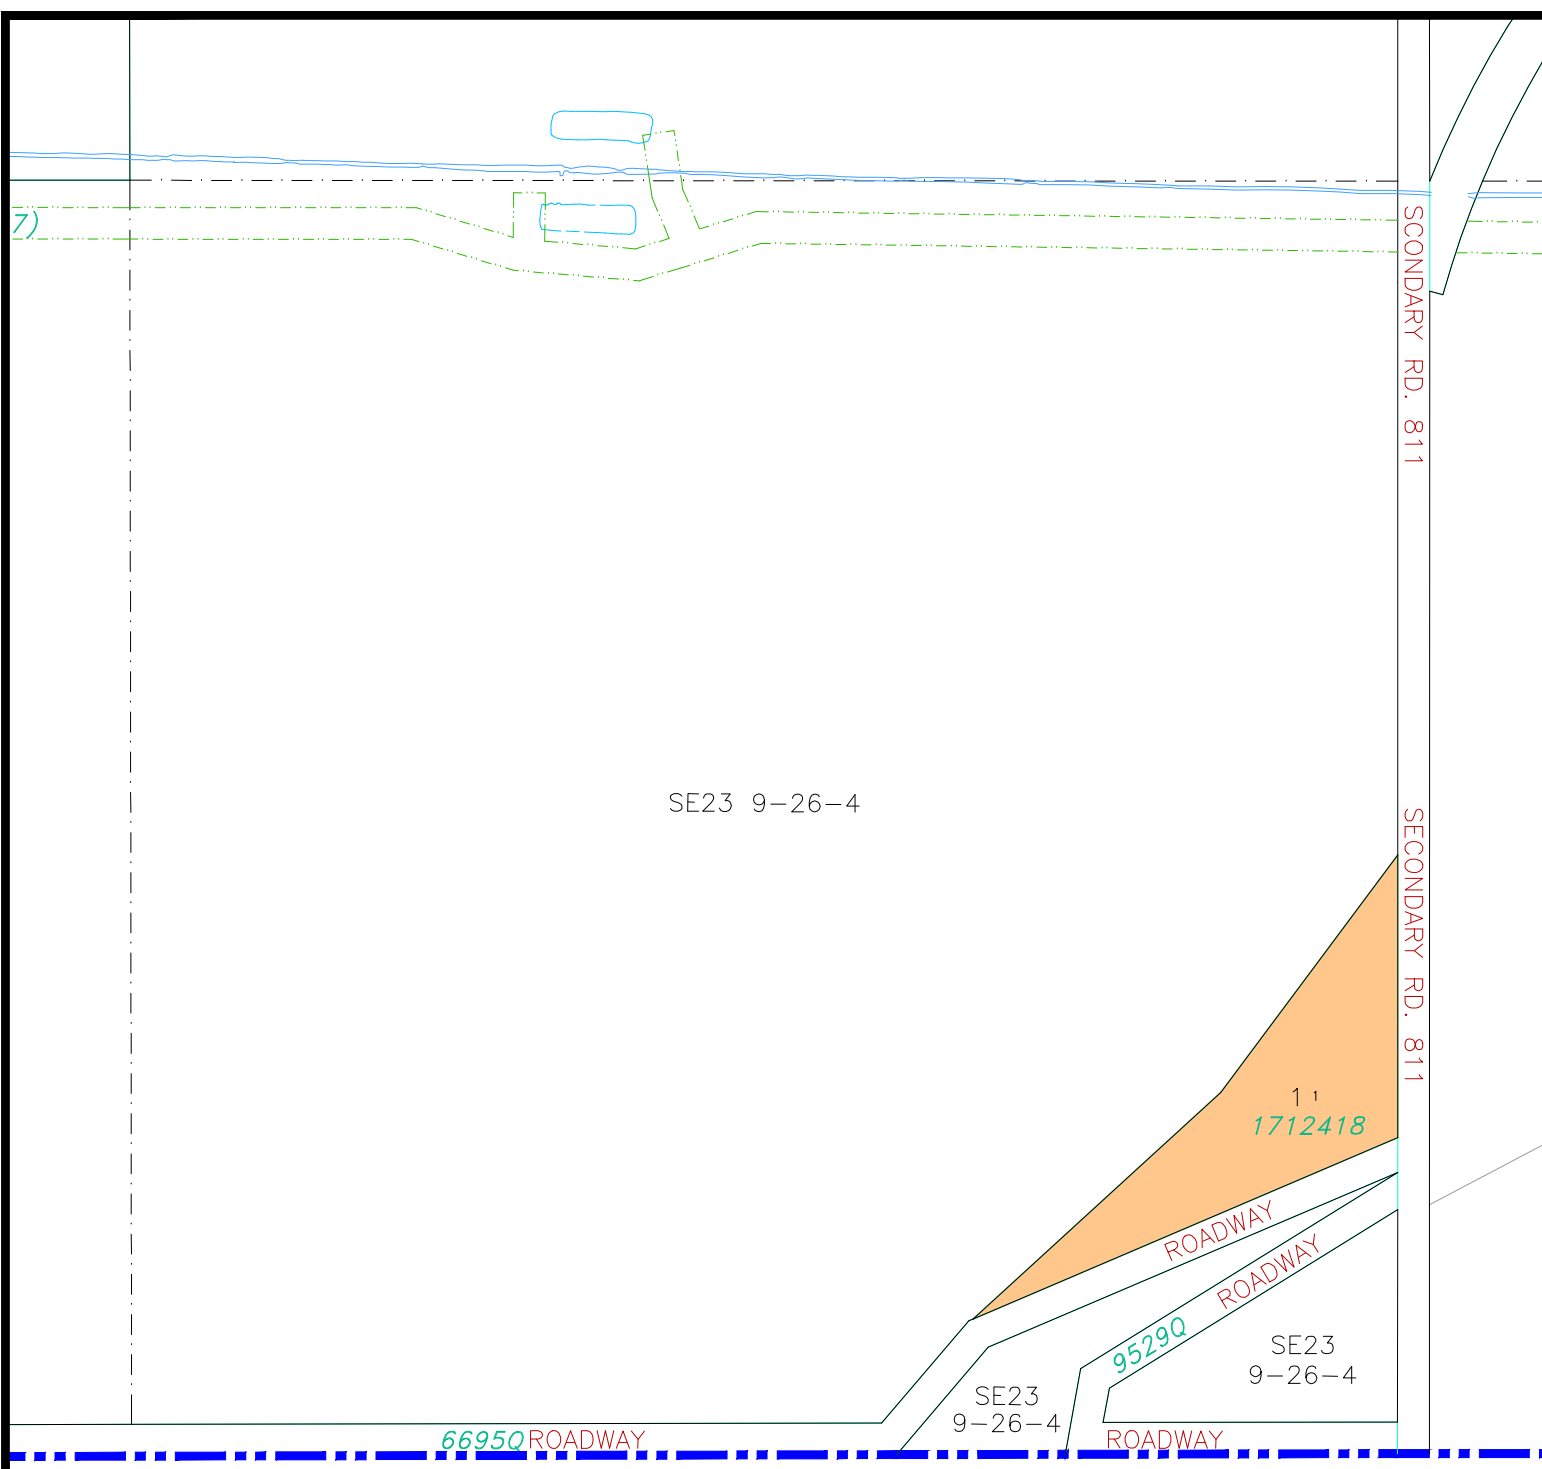 7)
SCONDARY RD. 811
SE23 9-26-4
SECONDARY RD. 811
1 1
1712418
ROADWAY
ROADWAY
9529Q
SE23
9-26-4
SE23
9-26-4
6695Q ROADWAY
ROADWAY